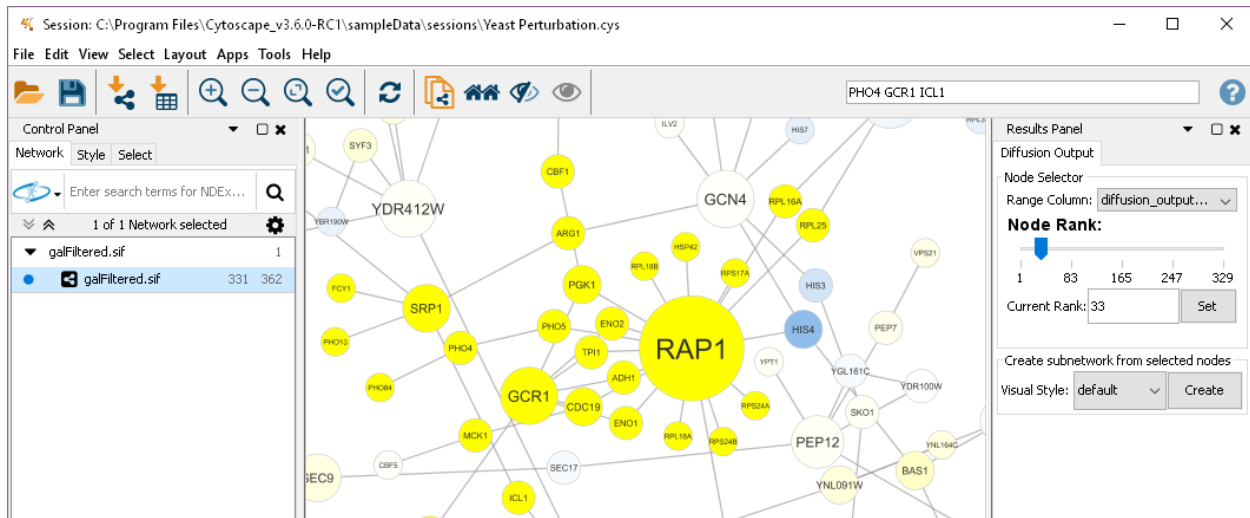 Session: C:\Program Files\Cytoscape_v3.6.0-RC1\sampleData\sessions\Yeast Perturbation.cys
File Edit View Select Layout Apps Tools Help
PHO4 GCR1 ICL1
Control Panel
Network Style Select
Enter search terms for NDEx...
1 of 1 Network selected
galFiltered.sif 1
galFiltered.sif 331 362
ILV2
HIS7
SYF3
CBF1
GCN4
YDR412W
RPL16A
YBR190W
ARG1
RPL25
HSP42
VPS21
RPL18B
RPS17A
FCY1
PGK1
HIS3
SRP1
PHO5
ENO2
RAP1
HIS4
PEP7
PHO13
PHO4
TPI1
YPT1
YGL161C
PHO84
ADH1
YDR100W
GCR1
CDC19
RPS24A
SKO1
ENO1
MCK1
RPL18A
RPS24B
PEP12
YNL164C
CBF5
SEC17
BAS1
SEC9
YNL091W
ICL1
Results Panel
Diffusion Output
Node Selector
Range Column: diffusion_output...
Node Rank:
1 83 165 247 329
Current Rank: 33 Set
Create subnetwork from selected nodes
Visual Style: default Create